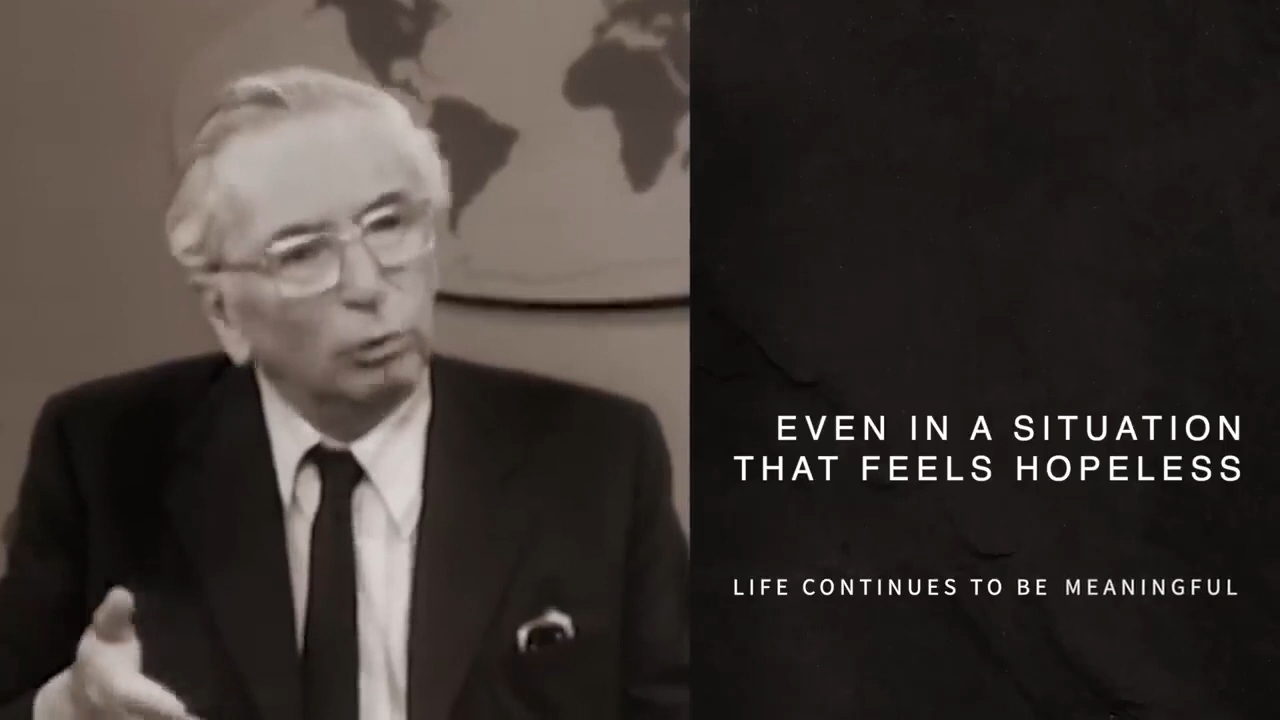 EVEN IN A SITUATION
THAT FEELS HOPELESS
LIFE CONTINUES TO BE MEANINGFUL